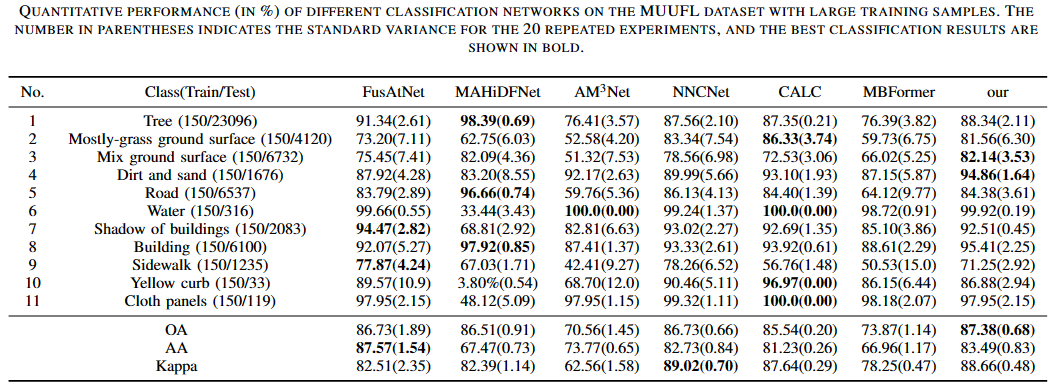 QUANTITATIVE PERFORMANCE (IN %) OF DIFFERENT CLASSIFICATION NETWORKS ON THE MUUFL DATASET WITH LARGE TRAINING SAMPLES. THE
NUMBER IN PARENTHESES INDICATES THE STANDARD VARIANCE FOR THE 20 REPEATED EXPERIMENTS, AND THE BEST CLASSIFICATION RESULTS ARE
SHOWN IN BOLD.
No. Class(Train/Test) FusAtNet MAHiDFNet AM³Net NNCNet CALC MBFormer our
1 Tree (150/23096) 91.34(2.61) 98.39(0.69) 76.41(3.57) 87.56(2.10) 87.35(0.21) 76.39(3.82) 88.34(2.11)
2 Mostly-grass ground surface (150/4120) 73.20(7.11) 62.75(6.03) 52.58(4.20) 83.34(7.54) 86.33(3.74) 59.73(6.75) 81.56(6.30)
3 Mix ground surface (150/6732) 75.45(7.41) 82.09(4.36) 51.32(7.53) 78.56(6.98) 72.53(3.06) 66.02(5.25) 82.14(3.53)
4 Dirt and sand (150/1676) 87.92(4.28) 83.20(8.55) 92.17(2.63) 89.99(5.66) 93.10(1.93) 87.15(5.87) 94.86(1.64)
5 Road (150/6537) 83.79(2.89) 96.66(0.74) 59.76(5.36) 86.13(4.13) 84.40(1.39) 64.12(9.77) 84.38(3.61)
6 Water (150/316) 99.66(0.55) 33.44(3.43) 100.0(0.00) 99.24(1.37) 100.0(0.00) 98.72(0.91) 99.92(0.19)
7 Shadow of buildings (150/2083) 94.47(2.82) 68.81(2.92) 82.81(6.63) 93.02(2.27) 92.69(1.35) 85.10(3.86) 92.51(0.45)
8 Building (150/6100) 92.07(5.27) 97.92(0.85) 87.41(1.37) 93.33(2.61) 93.92(0.61) 88.61(2.29) 95.41(2.25)
9 Sidewalk (150/1235) 77.87(4.24) 67.03(1.71) 42.41(9.27) 78.26(6.52) 56.76(1.48) 50.53(15.0) 71.25(2.92)
10 Yellow curb (150/33) 89.57(10.9) 3.80%(0.54) 68.70(12.0) 90.46(5.11) 96.97(0.00) 86.15(6.44) 86.88(2.94)
11 Cloth panels (150/119) 97.95(2.15) 48.12(5.09) 97.95(1.15) 99.32(1.11) 100.0(0.00) 98.18(2.07) 97.95(2.15)
OA 86.73(1.89) 86.51(0.91) 70.56(1.45) 86.73(0.66) 85.54(0.20) 73.87(1.14) 87.38(0.68)
AA 87.57(1.54) 67.47(0.73) 73.77(0.65) 82.73(0.84) 81.23(0.26) 66.96(1.17) 83.49(0.83)
Kappa 82.51(2.35) 82.39(1.14) 62.56(1.58) 89.02(0.70) 87.64(0.29) 78.25(0.47) 88.66(0.48)